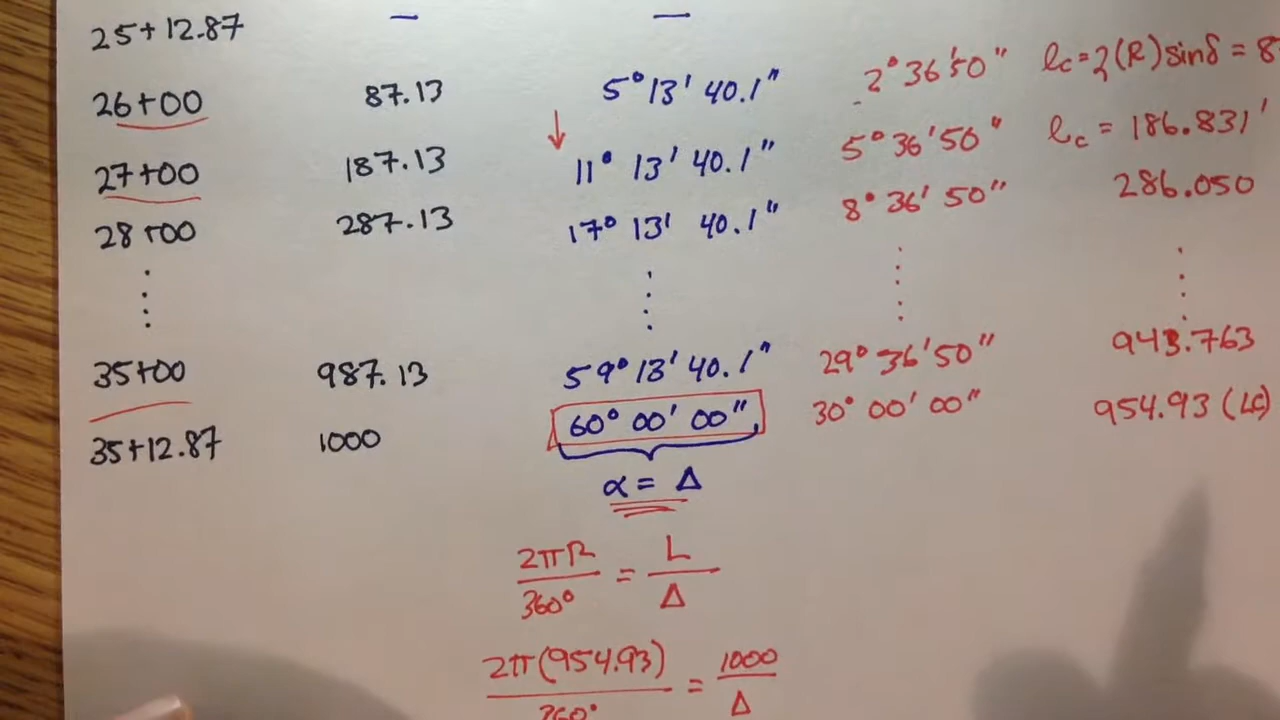 25+12.87 — —
26+00 87.13 5° 13' 40.1" 2° 36' 50" lc = 2(R) sin δ = 8
27+00 187.13 11° 13' 40.1" 5° 36' 50" lc = 186.831'
28+00 287.13 17° 13' 40.1" 8° 36' 50" 286.050
35+00 987.13 59° 13' 40.1" 29° 36' 50" 943.763
35+12.87 1000 60° 00' 00" 30° 00' 00" 954.93 (LC)
α = Δ
2πR/360° = L/Δ
2π(954.93)/360° = 1000/Δ